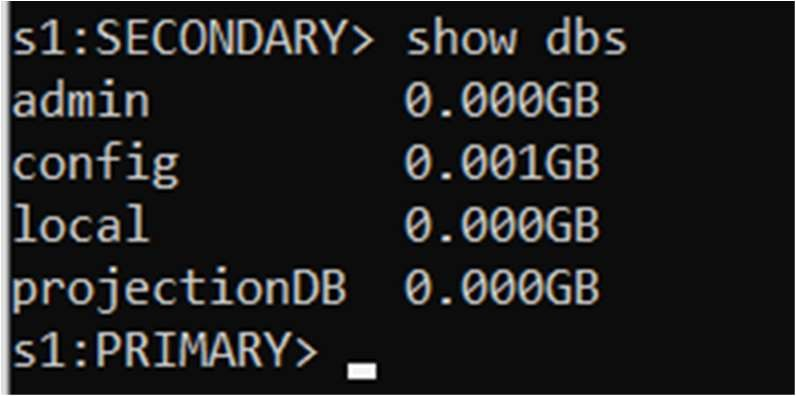 s1:SECONDARY> show dbs
admin 0.000GB
config 0.001GB
local 0.000GB
projectionDB 0.000GB
s1:PRIMARY>